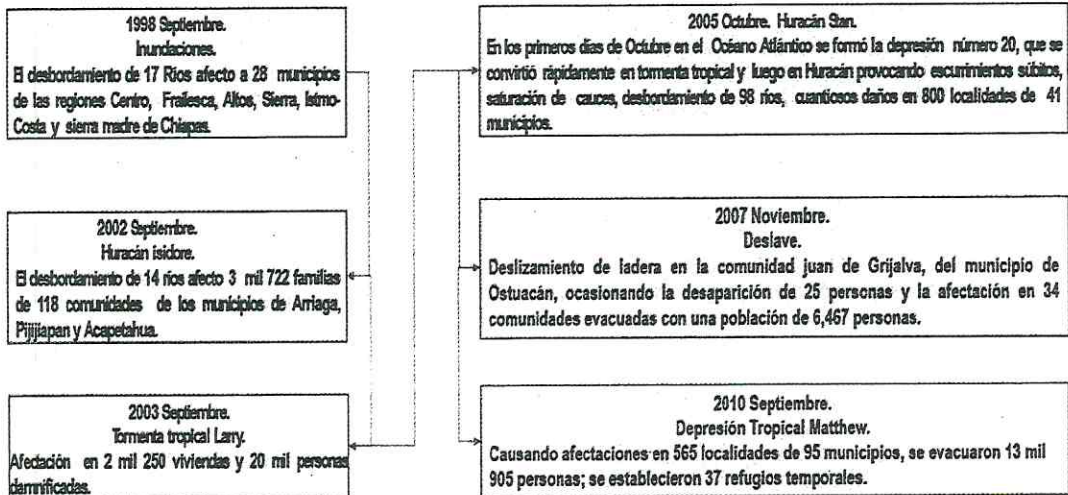 1998 Septiembre.
Inundaciones.
El desbordamiento de 17 Ríos afecto a 28 municipios
de las regiones Centro, Frailesca, Altos, Sierra, Istmo-
Costa y sierra madre de Chiapas.
2002 Septiembre.
Huracán ísidore.
El desbordamiento de 14 ríos afecto 3 mil 722 familias
de 118 comunidades de los municipios de Arriaga,
Pijijiapan y Acapetahua.
2003 Septiembre.
Tormenta tropical Larry.
Afectación en 2 mil 250 viviendas y 20 mil personas
damnificadas.
2005 Octubre. Huracán Stan.
En los primeros días de Octubre en el Océano Atlántico se formó la depresión número 20, que se
convirtió rápidamente en tormenta tropical y luego en Huracán provocando escurrimientos súbitos,
saturación de cauces, desbordamiento de 98 ríos, cuantiosos daños en 800 localidades de 41
municipios.
2007 Noviembre.
Deslave.
Deslizamiento de ladera en la comunidad juan de Grijalva, del municipio de
Ostuacán, ocasionando la desaparición de 25 personas y la afectación en 34
comunidades evacuadas con una población de 6,467 personas.
2010 Septiembre.
Depresión Tropical Matthew.
Causando afectaciones en 565 localidades de 95 municipios, se evacuaron 13 mil
905 personas; se establecieron 37 refugios temporales.